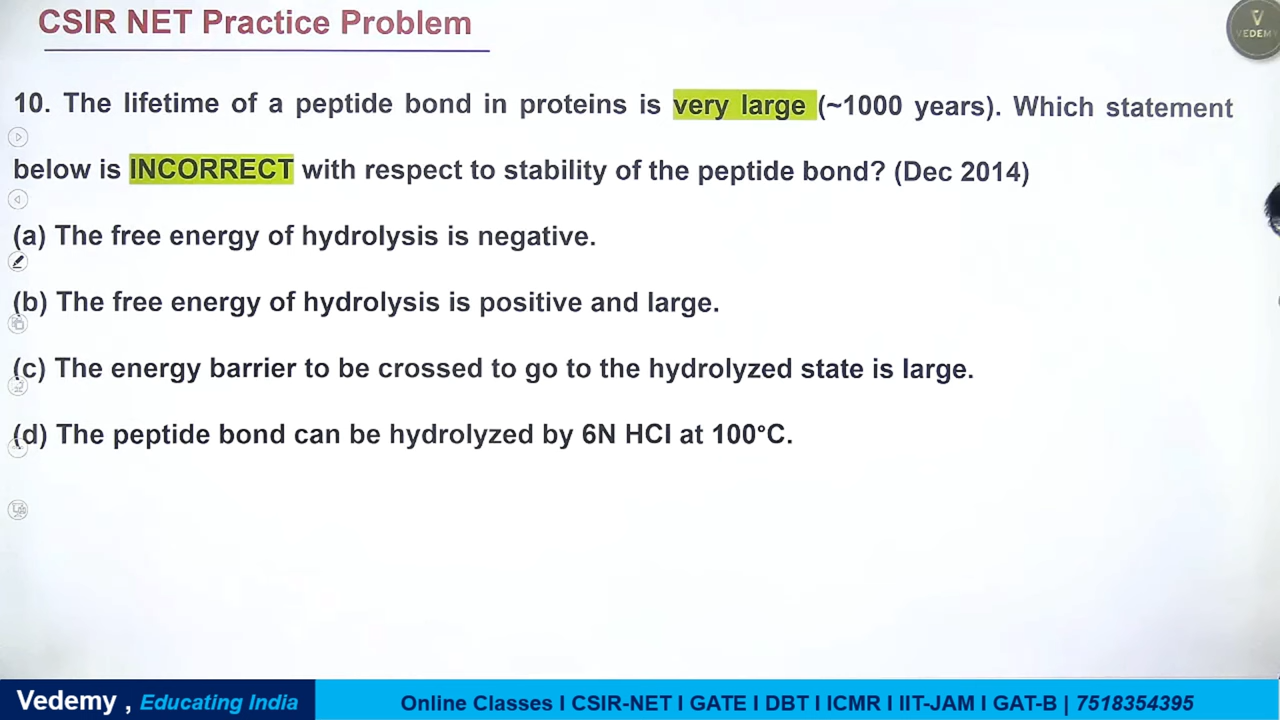 CSIR NET Practice Problem
V
VEDEMY
10. The lifetime of a peptide bond in proteins is very large (~1000 years). Which statement
below is INCORRECT with respect to stability of the peptide bond? (Dec 2014)
(a) The free energy of hydrolysis is negative.
(b) The free energy of hydrolysis is positive and large.
(c) The energy barrier to be crossed to go to the hydrolyzed state is large.
(d) The peptide bond can be hydrolyzed by 6N HCl at 100°C.
Vedemy , Educating India
Online Classes I CSIR-NET I GATE I DBT I ICMR I IIT-JAM I GAT-B | 7518354395